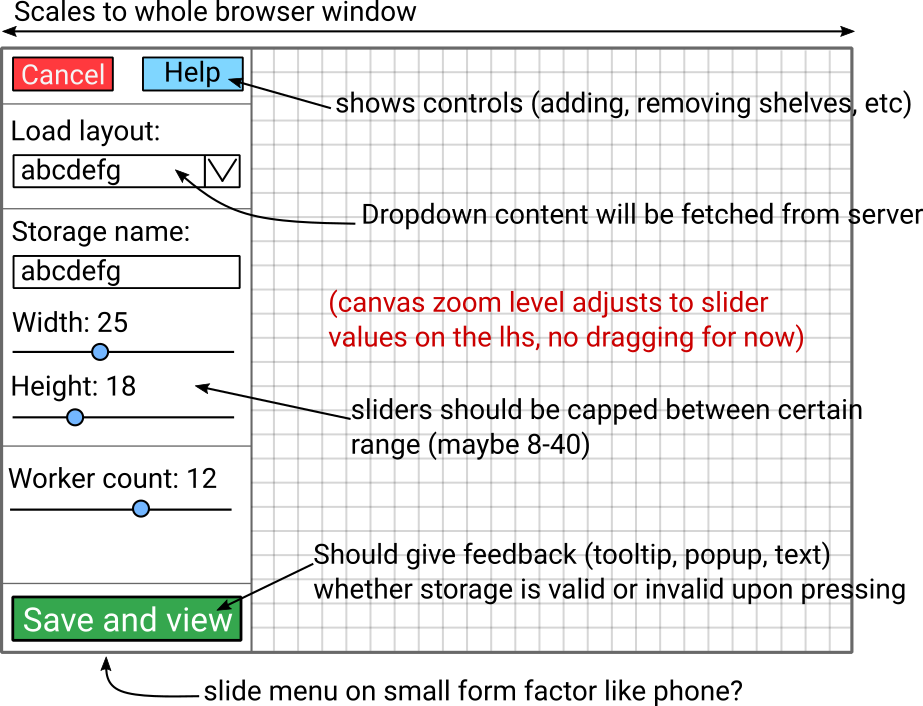 Scales to whole browser window
Cancel
Help
shows controls (adding, removing shelves, etc)
Load layout:
abcdefg
Dropdown content will be fetched from server
Storage name:
abcdefg
(canvas zoom level adjusts to slider
values on the lhs, no dragging for now)
Width: 25
Height: 18
sliders should be capped between certain
range (maybe 8-40)
Worker count: 12
Should give feedback (tooltip, popup, text)
whether storage is valid or invalid upon pressing
Save and view
slide menu on small form factor like phone?